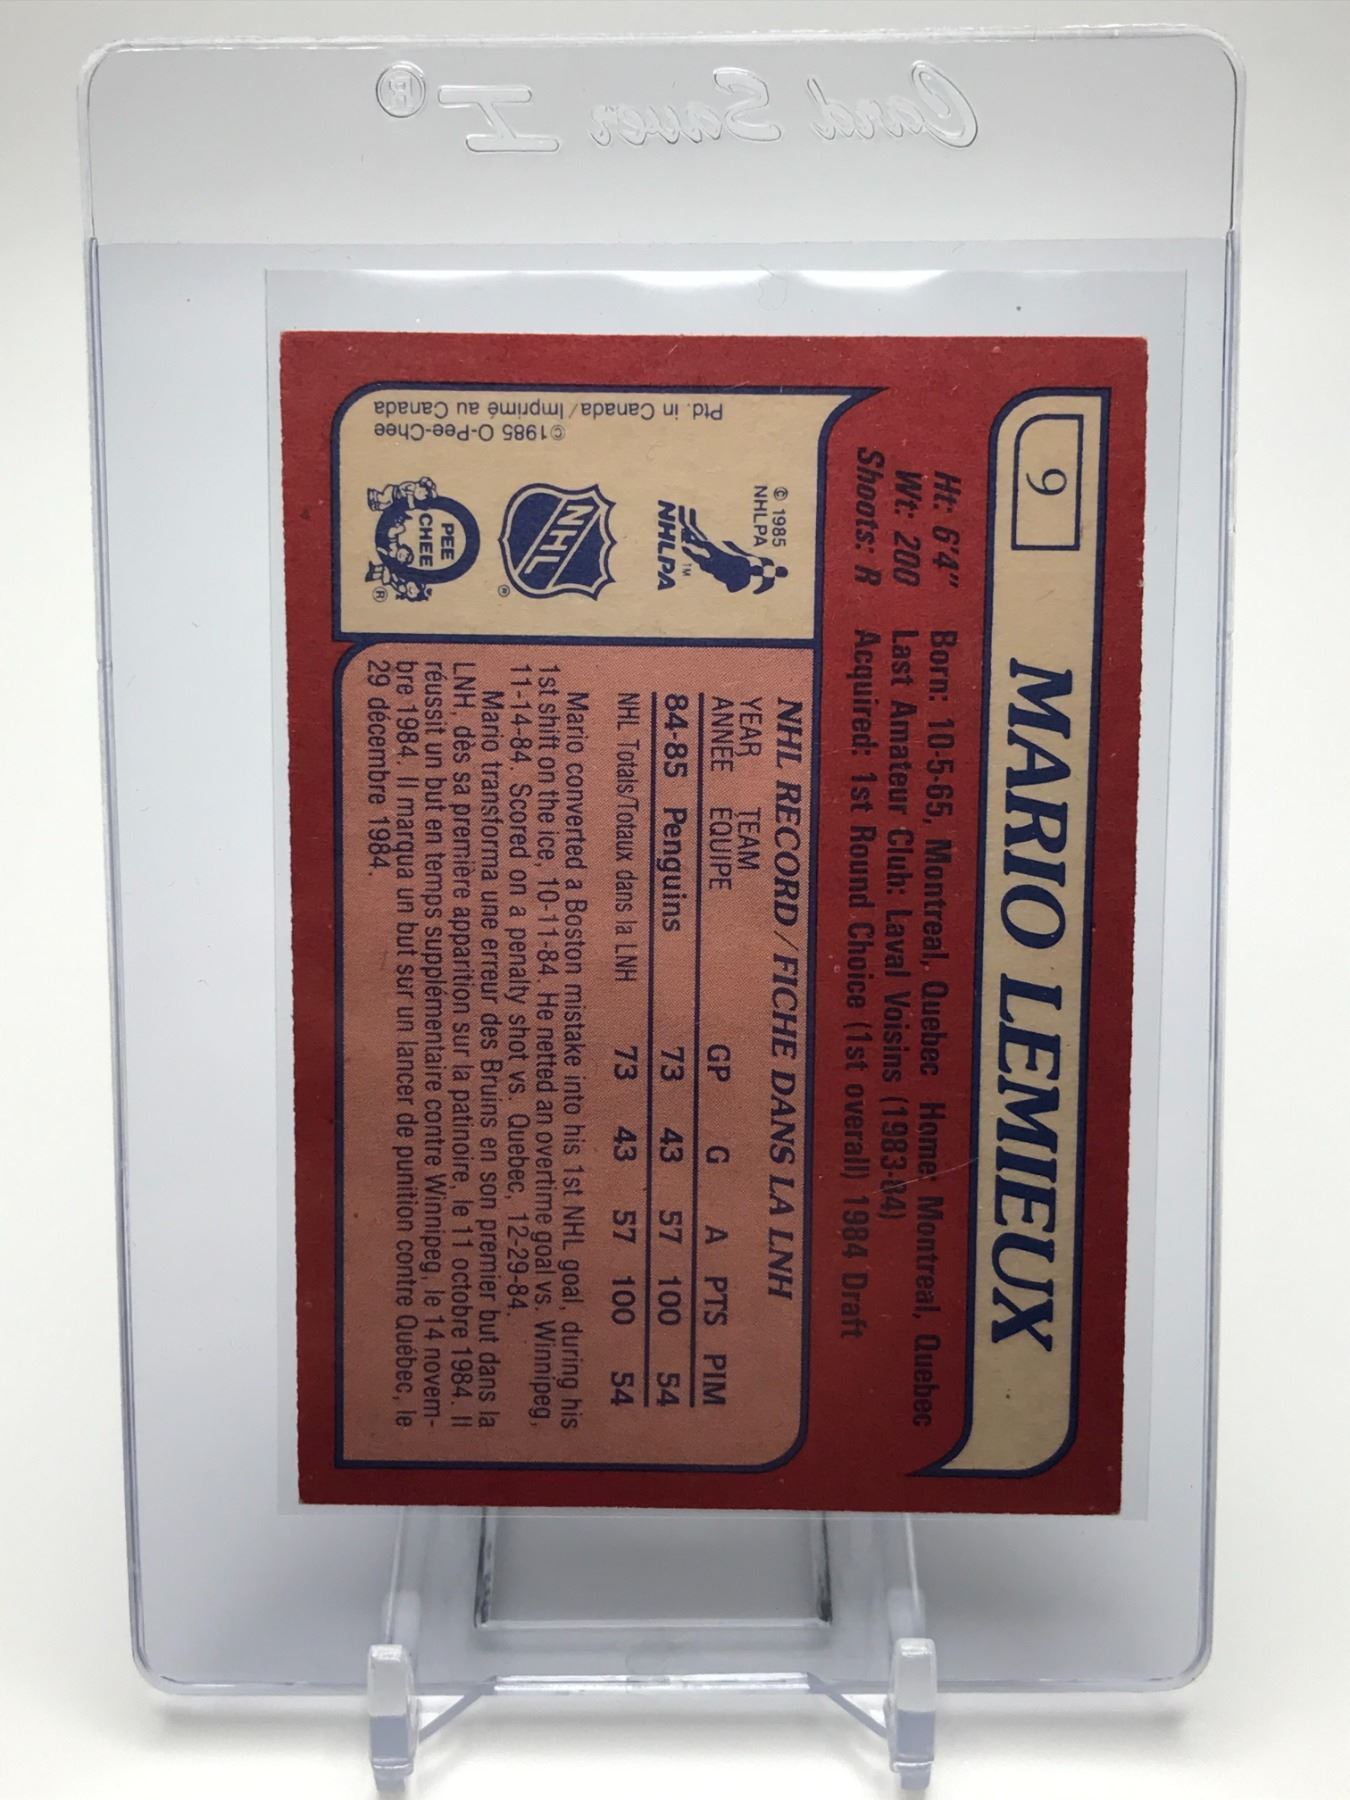 Card Saver I®
9
MARIO LEMIEUX
Ht: 6'4" Born: 10-5-65, Montreal, Quebec Home: Montreal, Quebec
Wt: 200 Last Amateur Club: Laval Voisins (1983-84)
Shoots: R Acquired: 1st Round Choice (1st overall) 1984 Draft
© 1985
NHLPA
NHLPA™
NHL®
PEE
CHEE
®
©1985 O-Pee-Chee
Ptd. in Canada/Imprimé au Canada
NHL RECORD/FICHE DANS LA LNH
YEAR TEAM
ANNÉE EQUIPE GP G A PTS PIM
84-85 Penguins 73 43 57 100 54
NHL Totals/Totaux dans la LNH 73 43 57 100 54
Mario converted a Boston mistake into his 1st NHL goal, during his
1st shift on the ice, 10-11-84. He netted an overtime goal vs. Winnipeg,
11-14-84. Scored on a penalty shot vs. Quebec, 12-29-84.
Mario transforma une erreur des Bruins en son premier but dans la
LNH, dès sa première apparition sur la patinoire, le 11 octobre 1984. Il
réussit un but en temps supplémentaire contre Winnipeg, le 14 novem-
bre 1984. Il marqua un but sur un lancer de punition contre Québec, le
29 décembre 1984.